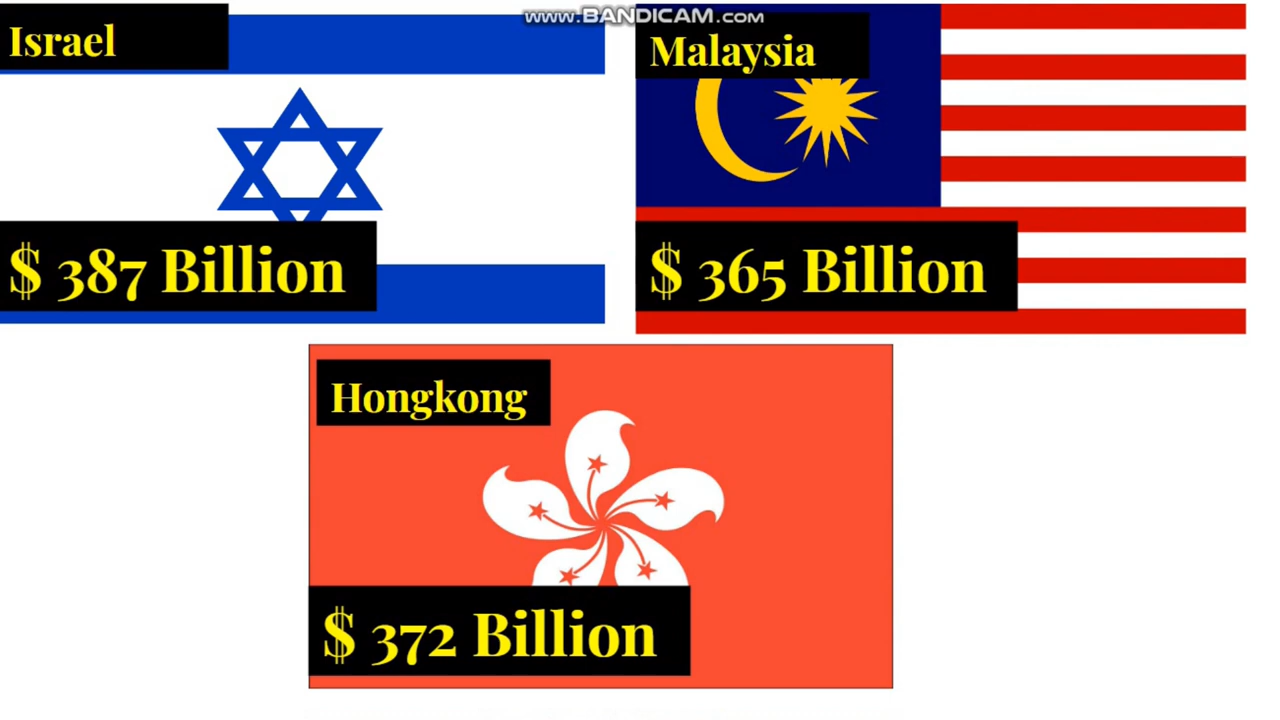 www.BANDICAM.com
Israel
Malaysia
$ 387 Billion
$ 365 Billion
Hongkong
$ 372 Billion